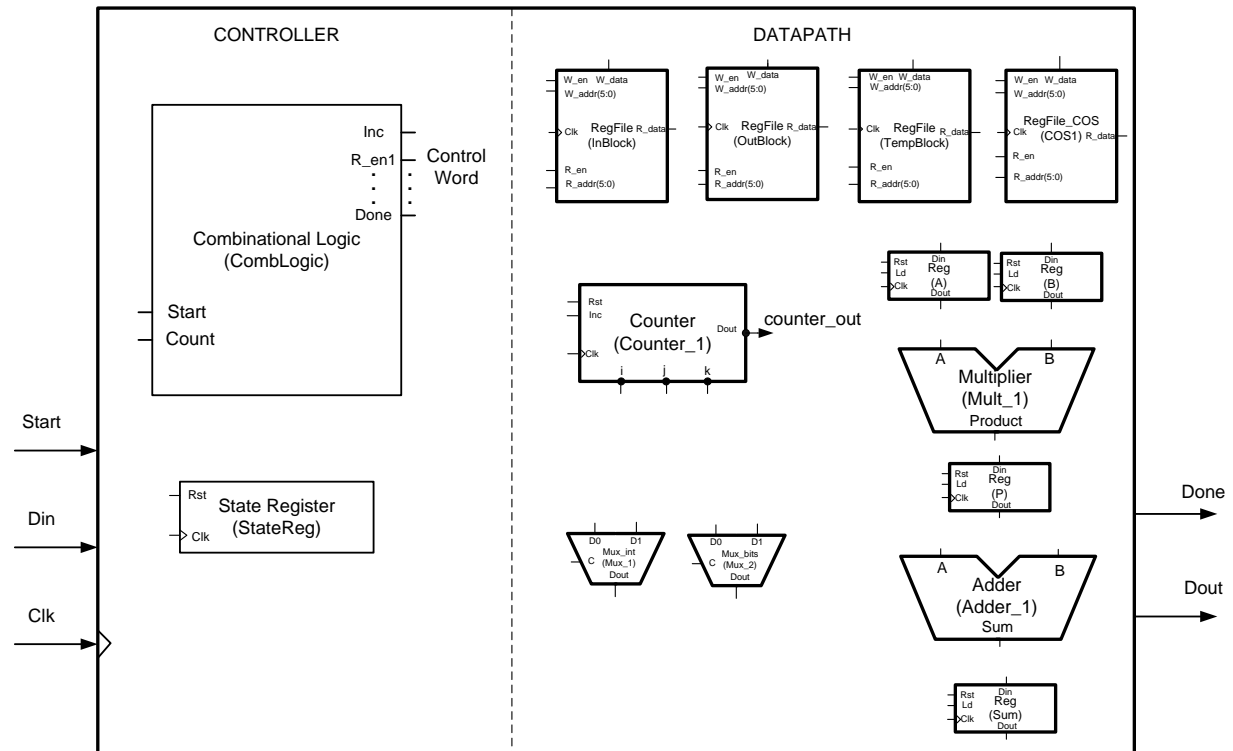 CONTROLLER
DATAPATH
Inc
R_en1
Done
Control
Word
Combinational Logic
(CombLogic)
Start
Count
Rst
State Register
(StateReg)
Clk
Start
Din
Clk
W_en W_data
W_addr(5:0)
Clk
RegFile R_data
(InBlock)
R_en
R_addr(5:0)
W_en W_data
W_addr(5:0)
Clk
RegFile R_data
(OutBlock)
R_en
R_addr(5:0)
W_en W_data
W_addr(5:0)
Clk
RegFile R_data
(TempBlock)
R_en
R_addr(5:0)
W_en W_data
W_addr(5:0)
RegFile_COS
Clk (COS1) R_data
R_en
R_addr(5:0)
Rst
Inc
Counter
(Counter_1)
Dout
Clk
i j k
counter_out
Din
Rst Reg
Ld (A)
Clk
Dout
Din
Rst Reg
Ld (B)
Clk
Dout
A B
Multiplier
(Mult_1)
Product
Din
Rst Reg
Ld (P)
Clk
Dout
D0 D1
Mux_int
C (Mux_1)
Dout
D0 D1
Mux_bits
C (Mux_2)
Dout
A B
Adder
(Adder_1)
Sum
Din
Rst Reg
Ld (Sum)
Clk
Dout
Done
Dout